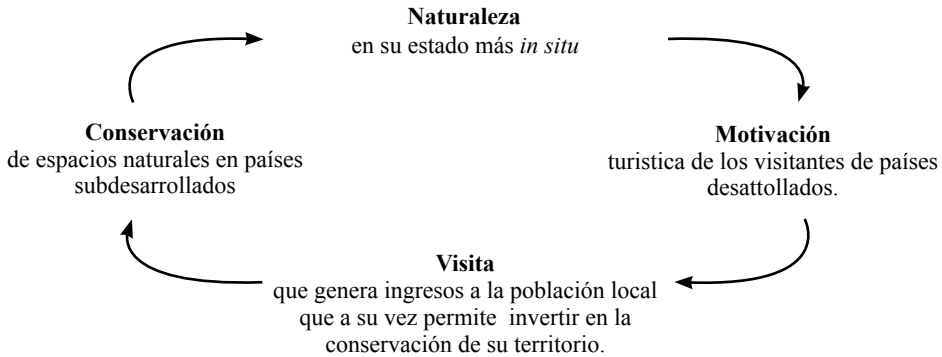 Naturaleza
en su estado más in situ
Conservación
de espacios naturales en países
subdesarrollados
Motivación
turistica de los visitantes de países
desattollados.
Visita
que genera ingresos a la población local
que a su vez permite invertir en la
conservación de su territorio.